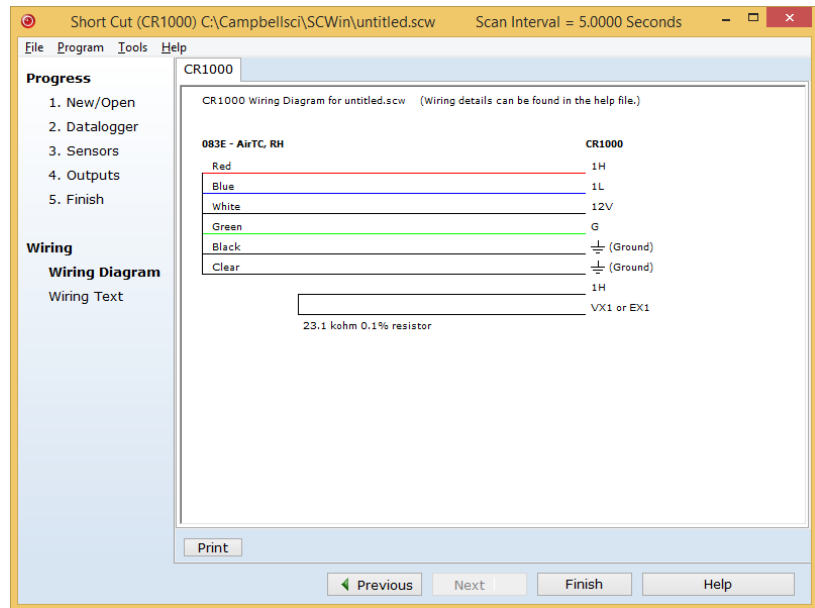 Short Cut (CR1000) C:\Campbellsci\SCWin\untitled.scw Scan Interval = 5.0000 Seconds
File Program Tools Help
Progress
1. New/Open
2. Datalogger
3. Sensors
4. Outputs
5. Finish
Wiring
Wiring Diagram
Wiring Text
CR1000
CR1000 Wiring Diagram for untitled.scw (Wiring details can be found in the help file.)
083E - AirTC, RH CR1000
Red 1H
Blue 1L
White 12V
Green G
Black (Ground)
Clear (Ground)
1H
VX1 or EX1
23.1 kohm 0.1% resistor
Print
Previous Next Finish Help